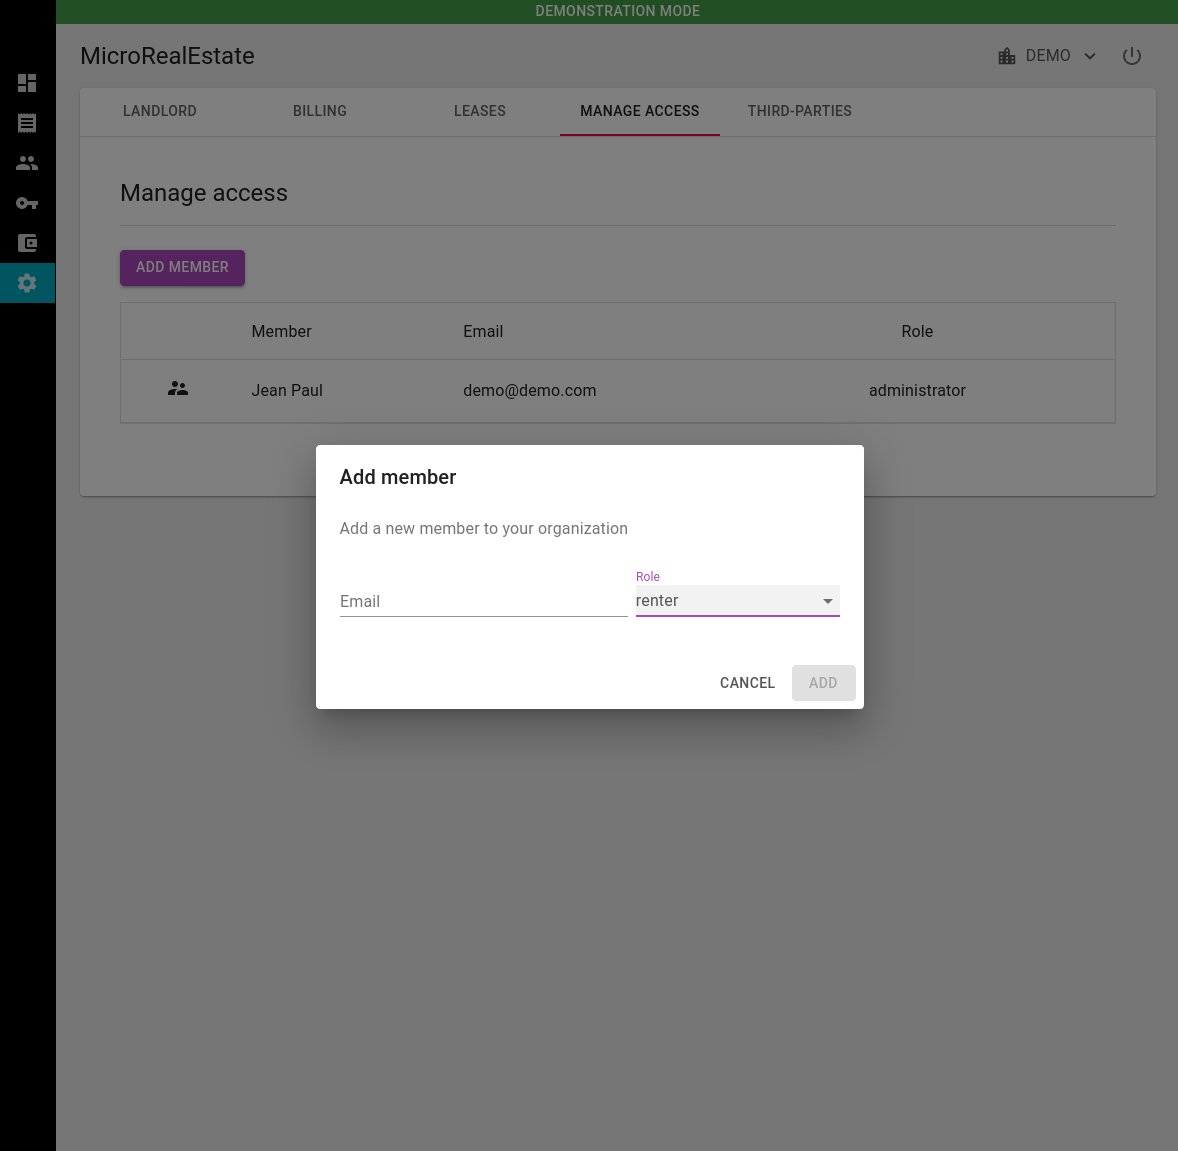 DEMONSTRATION MODE
MicroRealEstate
DEMO
LANDLORD BILLING LEASES MANAGE ACCESS THIRD-PARTIES
Manage access
ADD MEMBER
Member Email Role
Jean Paul demo@demo.com administrator
Add member
Add a new member to your organization
Role
Email renter
CANCEL ADD